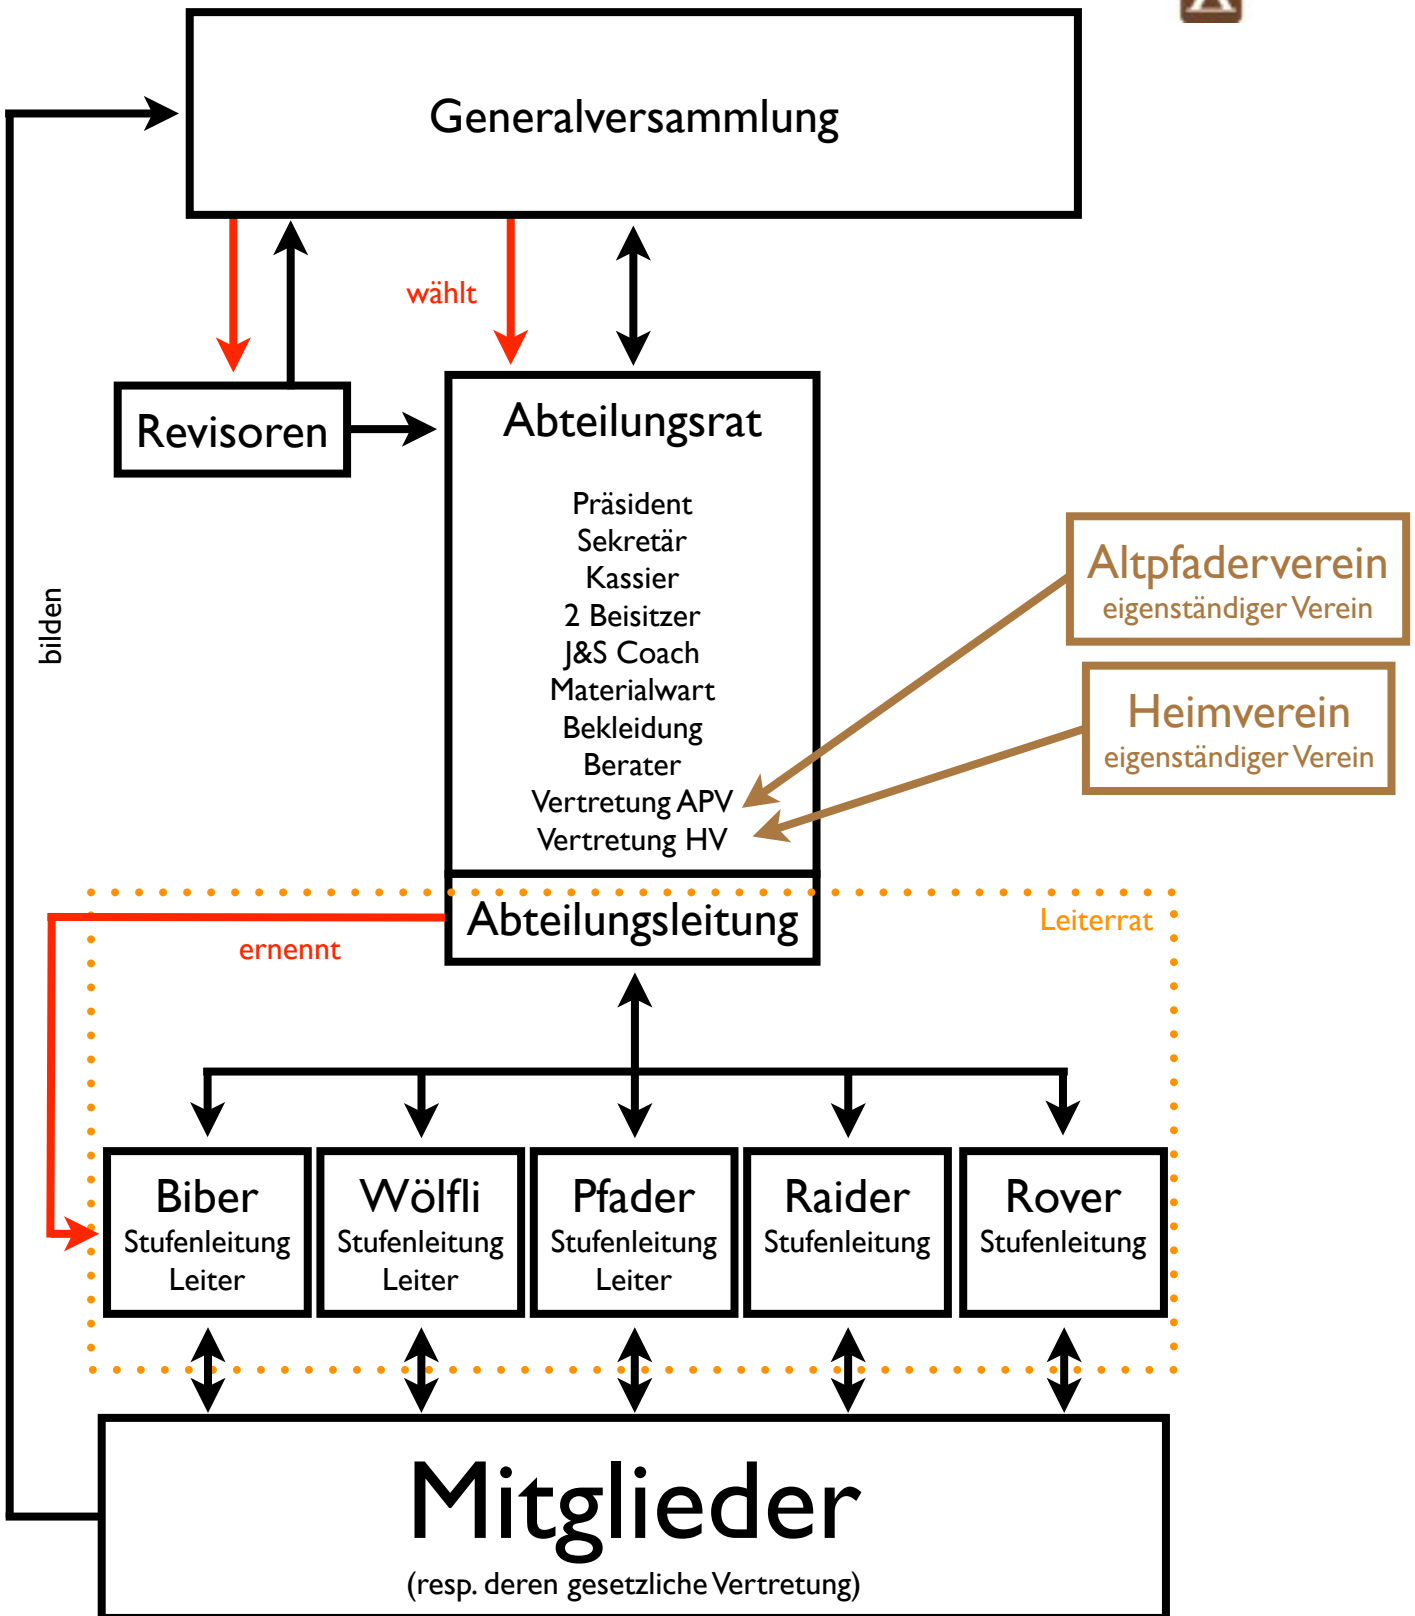 Generalversammlung
wählt
Revisoren
Abteilungsrat
Präsident
Sekretär
Kassier
2 Beisitzer
J&S Coach
Materialwart
Bekleidung
Berater
Vertretung APV
Vertretung HV
Altpfaderverein
eigenständiger Verein
Heimverein
eigenständiger Verein
bilden
Abteilungsleitung
Leiterrat
ernennt
Biber
Stufenleitung
Leiter
Wölfli
Stufenleitung
Leiter
Pfader
Stufenleitung
Leiter
Raider
Stufenleitung
Rover
Stufenleitung
Mitglieder
(resp. deren gesetzliche Vertretung)